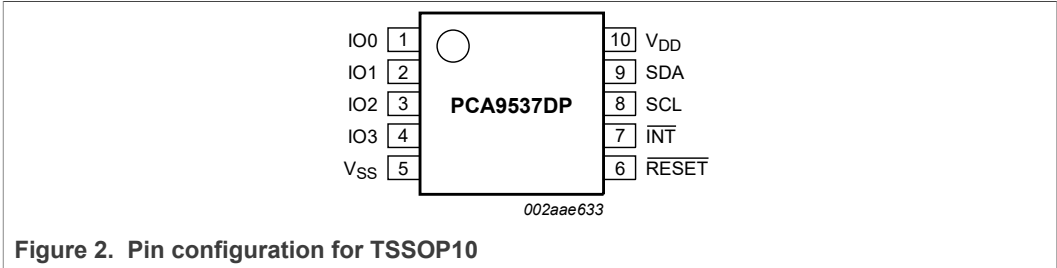 IO0 1 10 VDD
IO1 2 9 SDA
IO2 3 PCA9537DP 8 SCL
IO3 4 7 INT
VSS 5 6 RESET
002aae633
Figure 2. Pin configuration for TSSOP10